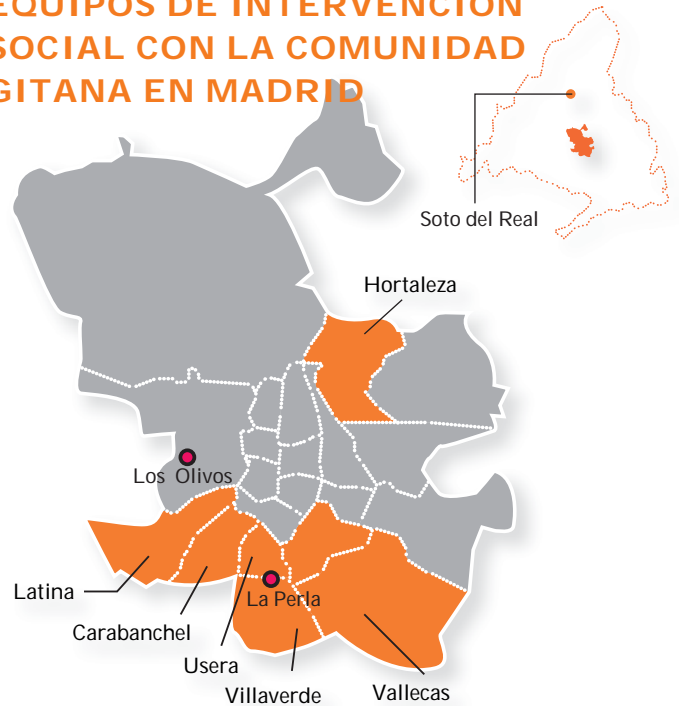 EQUIPOS DE INTERVENCIÓN
SOCIAL CON LA COMUNIDAD
GITANA EN MADRID
Soto del Real
Hortaleza
Los Olivos
Latina
La Perla
Carabanchel
Usera
Villaverde
Vallecas